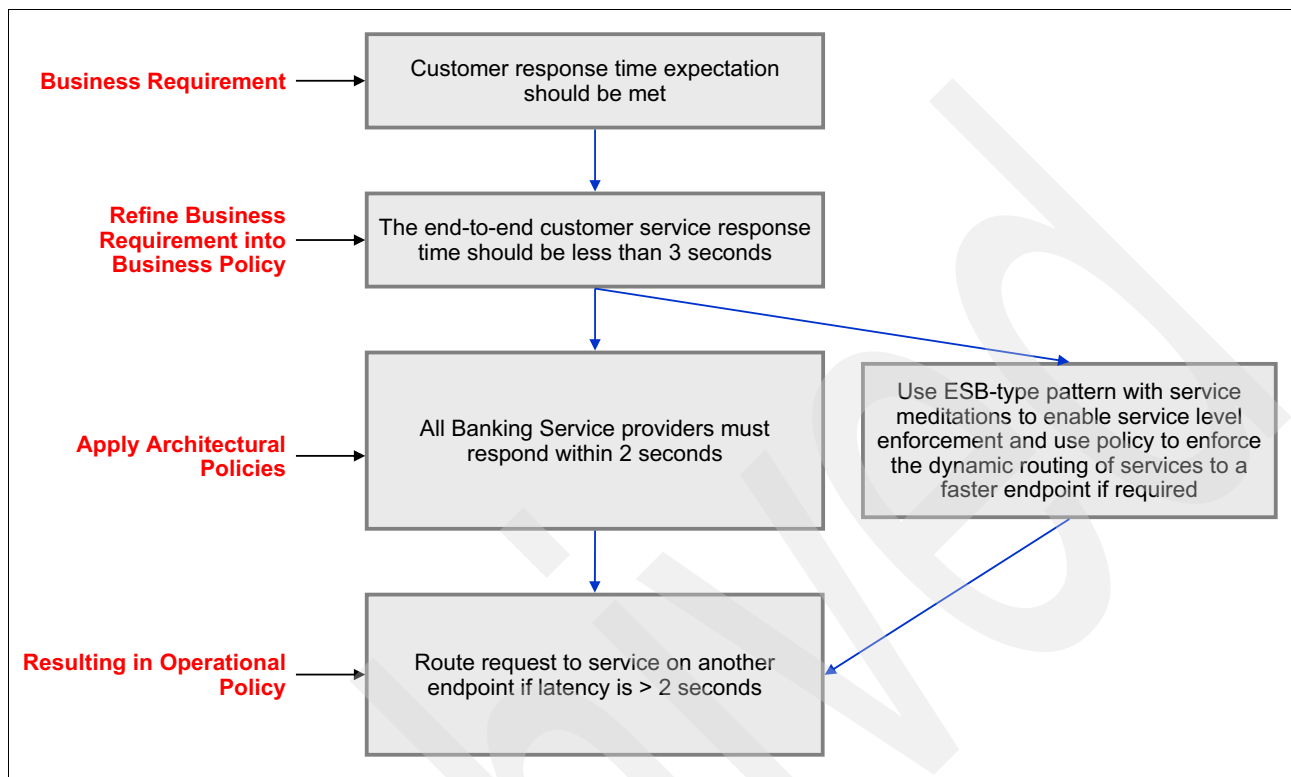 Business Requirement
Customer response time expectation
should be met
Refine Business
Requirement into
Business Policy
The end-to-end customer service response
time should be less than 3 seconds
Apply Architectural
Policies
All Banking Service providers must
respond within 2 seconds
Use ESB-type pattern with service
meditations to enable service level
enforcement and use policy to enforce
the dynamic routing of services to a
faster endpoint if required
Resulting in Operational
Policy
Route request to service on another
endpoint if latency is > 2 seconds
hived